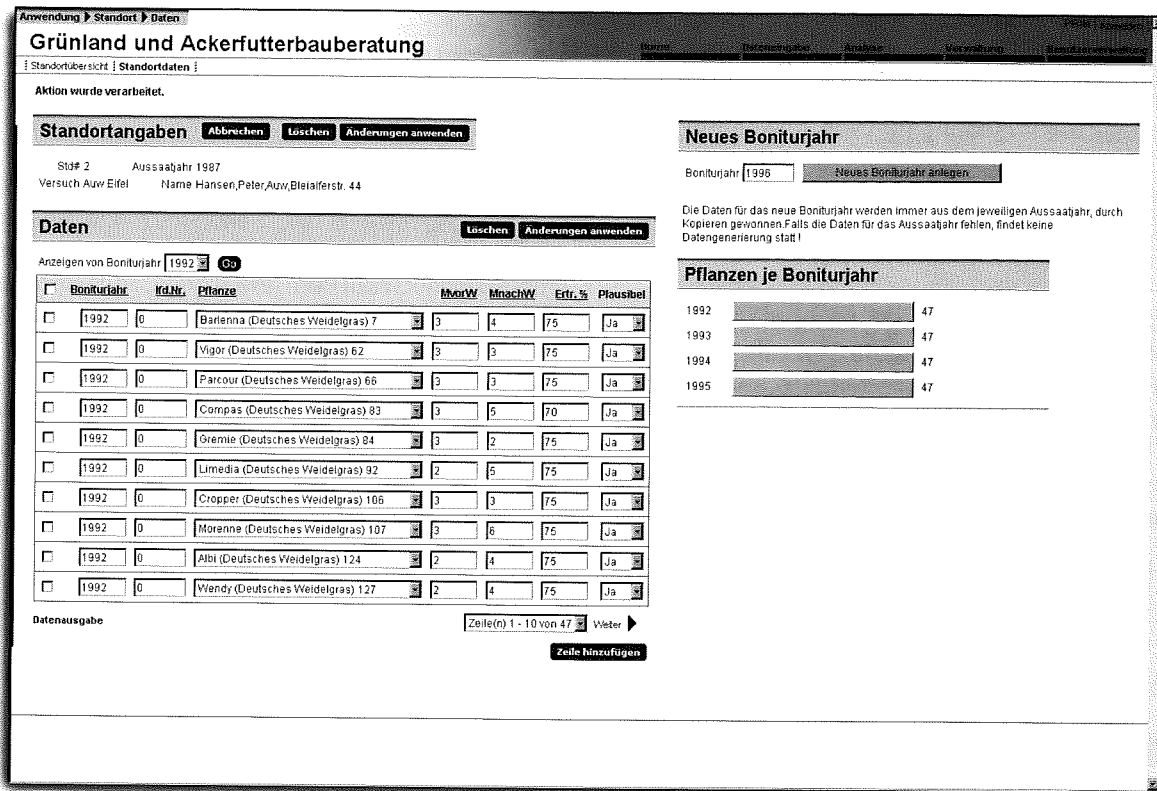 Anwendung Standort Daten
Grünland und Ackerfutterbauberatung
Home Dateneingabe Analyse Verwaltung Benutzerverwaltung
Standortübersicht Standortdaten
Aktion wurde verarbeitet.
Standortangaben Abbrechen Löschen Änderungen anwenden
Std# 2 Aussaatjahr 1987
Versuch Auw Eifel Name Hansen,Peter,Auw,Bleialferstr. 44
Daten Löschen Änderungen anwenden
Anzeigen von Boniturjahr 1992 Go
Boniturjahr lfd.Nr. Pflanze MvorW MnachW Ertr. % Plausibel
1992 0 Barlenna (Deutsches Weidelgras) 7 3 4 75 Ja
1992 0 Vigor (Deutsches Weidelgras) 62 3 3 75 Ja
1992 0 Parcour (Deutsches Weidelgras) 66 3 3 75 Ja
1992 0 Compas (Deutsches Weidelgras) 83 3 5 70 Ja
1992 0 Gremie (Deutsches Weidelgras) 84 3 2 75 Ja
1992 0 Limedia (Deutsches Weidelgras) 92 2 5 75 Ja
1992 0 Cropper (Deutsches Weidelgras) 106 3 3 75 Ja
1992 0 Morenne (Deutsches Weidelgras) 107 3 6 75 Ja
1992 0 Albi (Deutsches Weidelgras) 124 2 4 75 Ja
1992 0 Wendy (Deutsches Weidelgras) 127 2 4 75 Ja
Datenausgabe Zeile(n) 1 - 10 von 47 Weiter
Zeile hinzufügen
Neues Boniturjahr
Boniturjahr 1996 Neues Boniturjahr anlegen
Die Daten für das neue Boniturjahr werden immer aus dem jeweiligen Aussaatjahr, durch
Kopieren gewonnen.Falls die Daten für das Aussaatjahr fehlen, findet keine
Datengenerierung statt !
Pflanzen je Boniturjahr
1992 47
1993 47
1994 47
1995 47